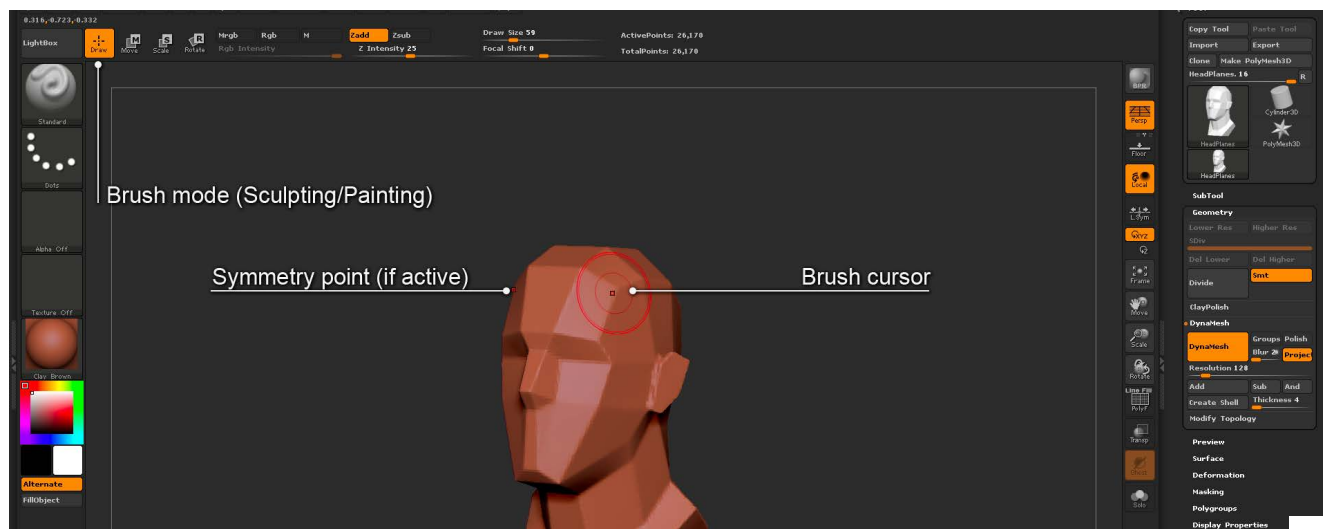 0.316,-0.723,-0.332
LightBox
Draw
Move
Scale
Rotate
Mrgb Rgb M
Rgb Intensity
Zadd Zsub
Z Intensity 25
Draw Size 59
Focal Shift 0
ActivePoints: 26,170
TotalPoints: 26,170
Standard
Dots
Alpha Off
Texture Off
Clay Brown
Alternate
FillObject
Brush mode (Sculpting/Painting)
Symmetry point (if active)
Brush cursor
BPR
Persp
Floor
Local
L.Sym
XYZ
Frame
Move
Scale
Rotate
Line Fill
PolyF
Transp
Ghost
Solo
Copy Tool Paste Tool
Import Export
Clone Make PolyMesh3D
HeadPlanes. 16 R
HeadPlanes
Cylinder3D
PolyMesh3D
HeadPlanes
SubTool
Geometry
Lower Res Higher Res
SDiv
Del Lower Del Higher
Divide
Smt
ClayPolish
DynaMesh
DynaMesh
Groups Polish
Blur Project
Resolution 128
Add Sub And
Create Shell Thickness 4
Modify Topology
Preview
Surface
Deformation
Masking
Polygroups
Display Properties